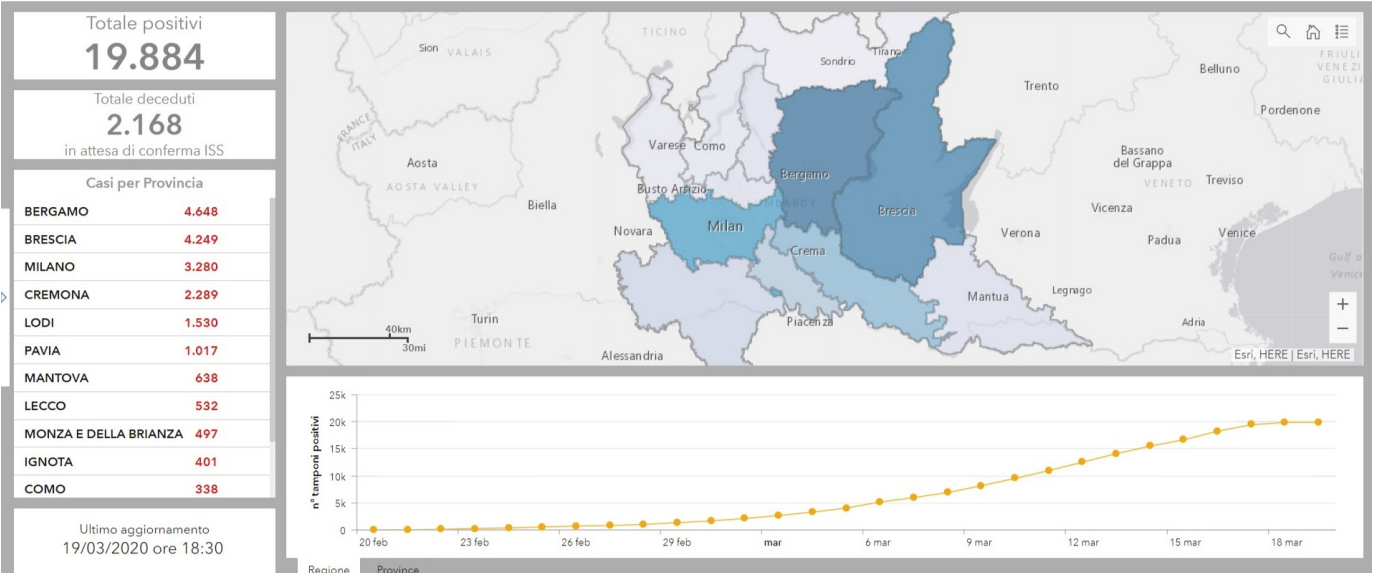 Totale positivi
19.884
Totale deceduti
2.168
in attesa di conferma ISS
Casi per Provincia
BERGAMO 4.648
BRESCIA 4.249
MILANO 3.280
CREMONA 2.289
LODI 1.530
PAVIA 1.017
MANTOVA 638
LECCO 532
MONZA E DELLA BRIANZA 497
IGNOTA 401
COMO 338
Ultimo aggiornamento
19/03/2020 ore 18:30
TICINO
Sion VALAIS
Sondrio
Tirano
FRIULI
VENEZI
GIULIA
Belluno
Trento
Pordenone
FRANCE
ITALY
Varese Como
Aosta
AOSTA VALLEY
Bassano
del Grappa
Bergamo
VENETO Treviso
Busto Arsizio
Biella
Brescia
Vicenza
Novara
Milan
Verona
Padua
Venice
Crema
Gulf o
Venice
Mantua
Legnago
Turin
PIEMONTE
Piacenza
Adria
40km
30mi
Alessandria
+
−
Esri, HERE | Esri, HERE
n° tamponi positivi
25k
20k
15k
10k
5k
0
20 feb 23 feb 26 feb 29 feb mar 6 mar 9 mar 12 mar 15 mar 18 mar
Regione Province